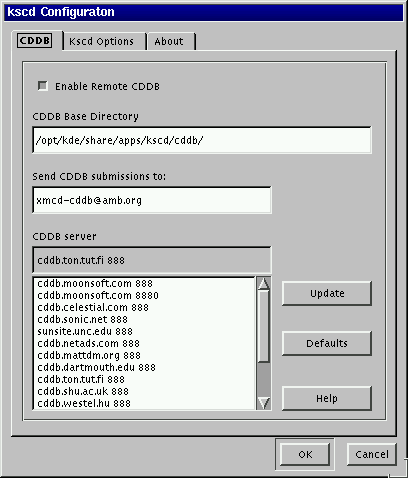 Kscd Configuraton
CDDB Kscd Options About
Enable Remote CDDB
CDDB Base Directory
/opt/kde/share/apps/kscd/cddb/
Send CDDB submissions to:
xmcd-cddb@amb.org
CDDB server
cddb.ton.tut.fi 888
cddb.moonsoft.com 888
cddb.moonsoft.com 8880
cddb.celestial.com 888
cddb.sonic.net 888
sunsite.unc.edu 888
cddb.netads.com 888
cddb.mattdm.org 888
cddb.dartmouth.edu 888
cddb.ton.tut.fi 888
cddb.shu.ac.uk 888
cddb.westel.hu 888
Update
Defaults
Help
OK Cancel